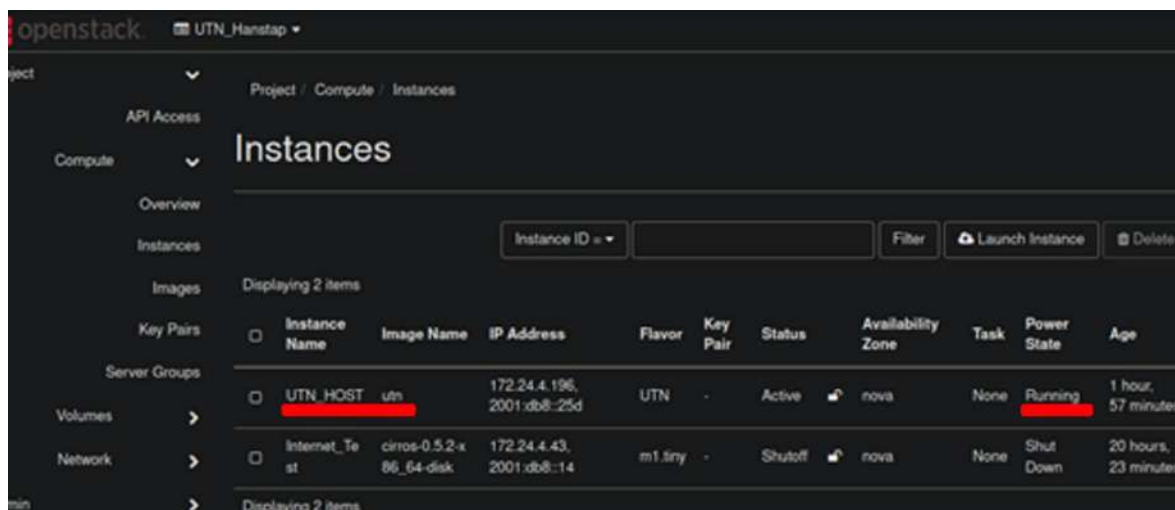 openstack. UTN_Hanstap
ject
Project / Compute / Instances
API Access
Instances
Compute
Overview
Instance ID = Filter Launch Instance Delete
Instances
Images
Displaying 2 items
Key Pairs
Instance Name Image Name IP Address Flavor Key Pair Status Availability Zone Task Power State Age
Server Groups
UTN_HOST utn 172.24.4.196, 2001:db8::25d UTN - Active nova None Running 1 hour, 57 minute
Volumes
Network
Internet_Te st cirros-0.5.2-x 86_64-disk 172.24.4.43, 2001:db8::14 m1.tiny - Shutoff nova None Shut Down 20 hours, 23 minute
min
Displaying 2 items